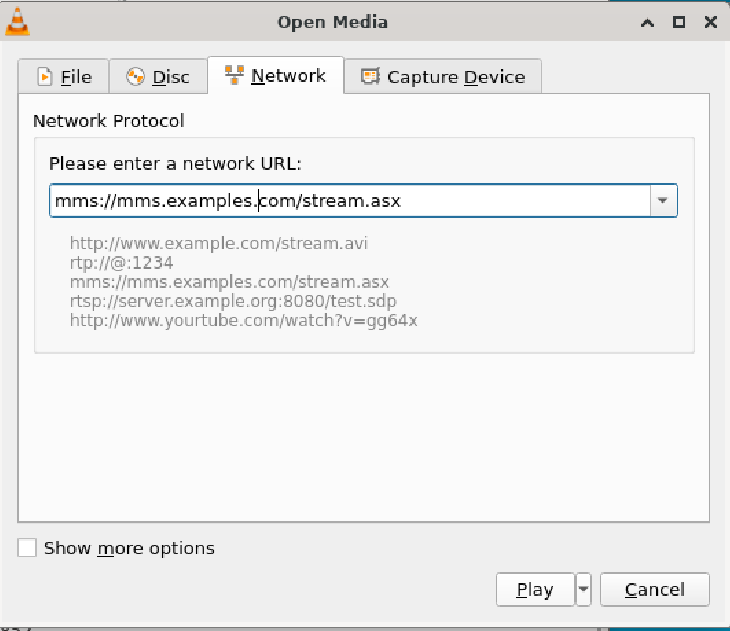 Open Media
File Disc Network Capture Device
Network Protocol
Please enter a network URL:
mms://mms.examples.com/stream.asx
http://www.example.com/stream.avi
rtp://@:1234
mms://mms.examples.com/stream.asx
rtsp://server.example.org:8080/test.sdp
http://www.yourtube.com/watch?v=gg64x
Show more options
Play Cancel